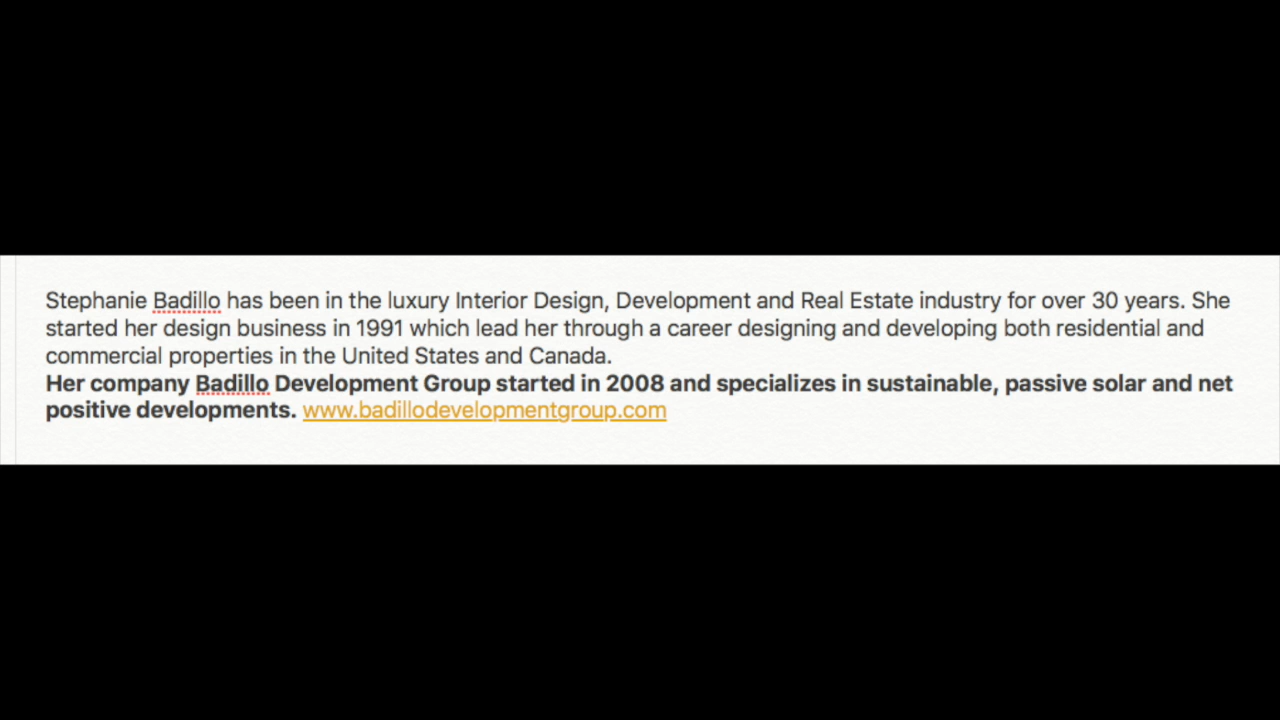 Stephanie Badillo has been in the luxury Interior Design, Development and Real Estate industry for over 30 years. She
started her design business in 1991 which lead her through a career designing and developing both residential and
commercial properties in the United States and Canada.
Her company Badillo Development Group started in 2008 and specializes in sustainable, passive solar and net
positive developments. www.badillodevelopmentgroup.com